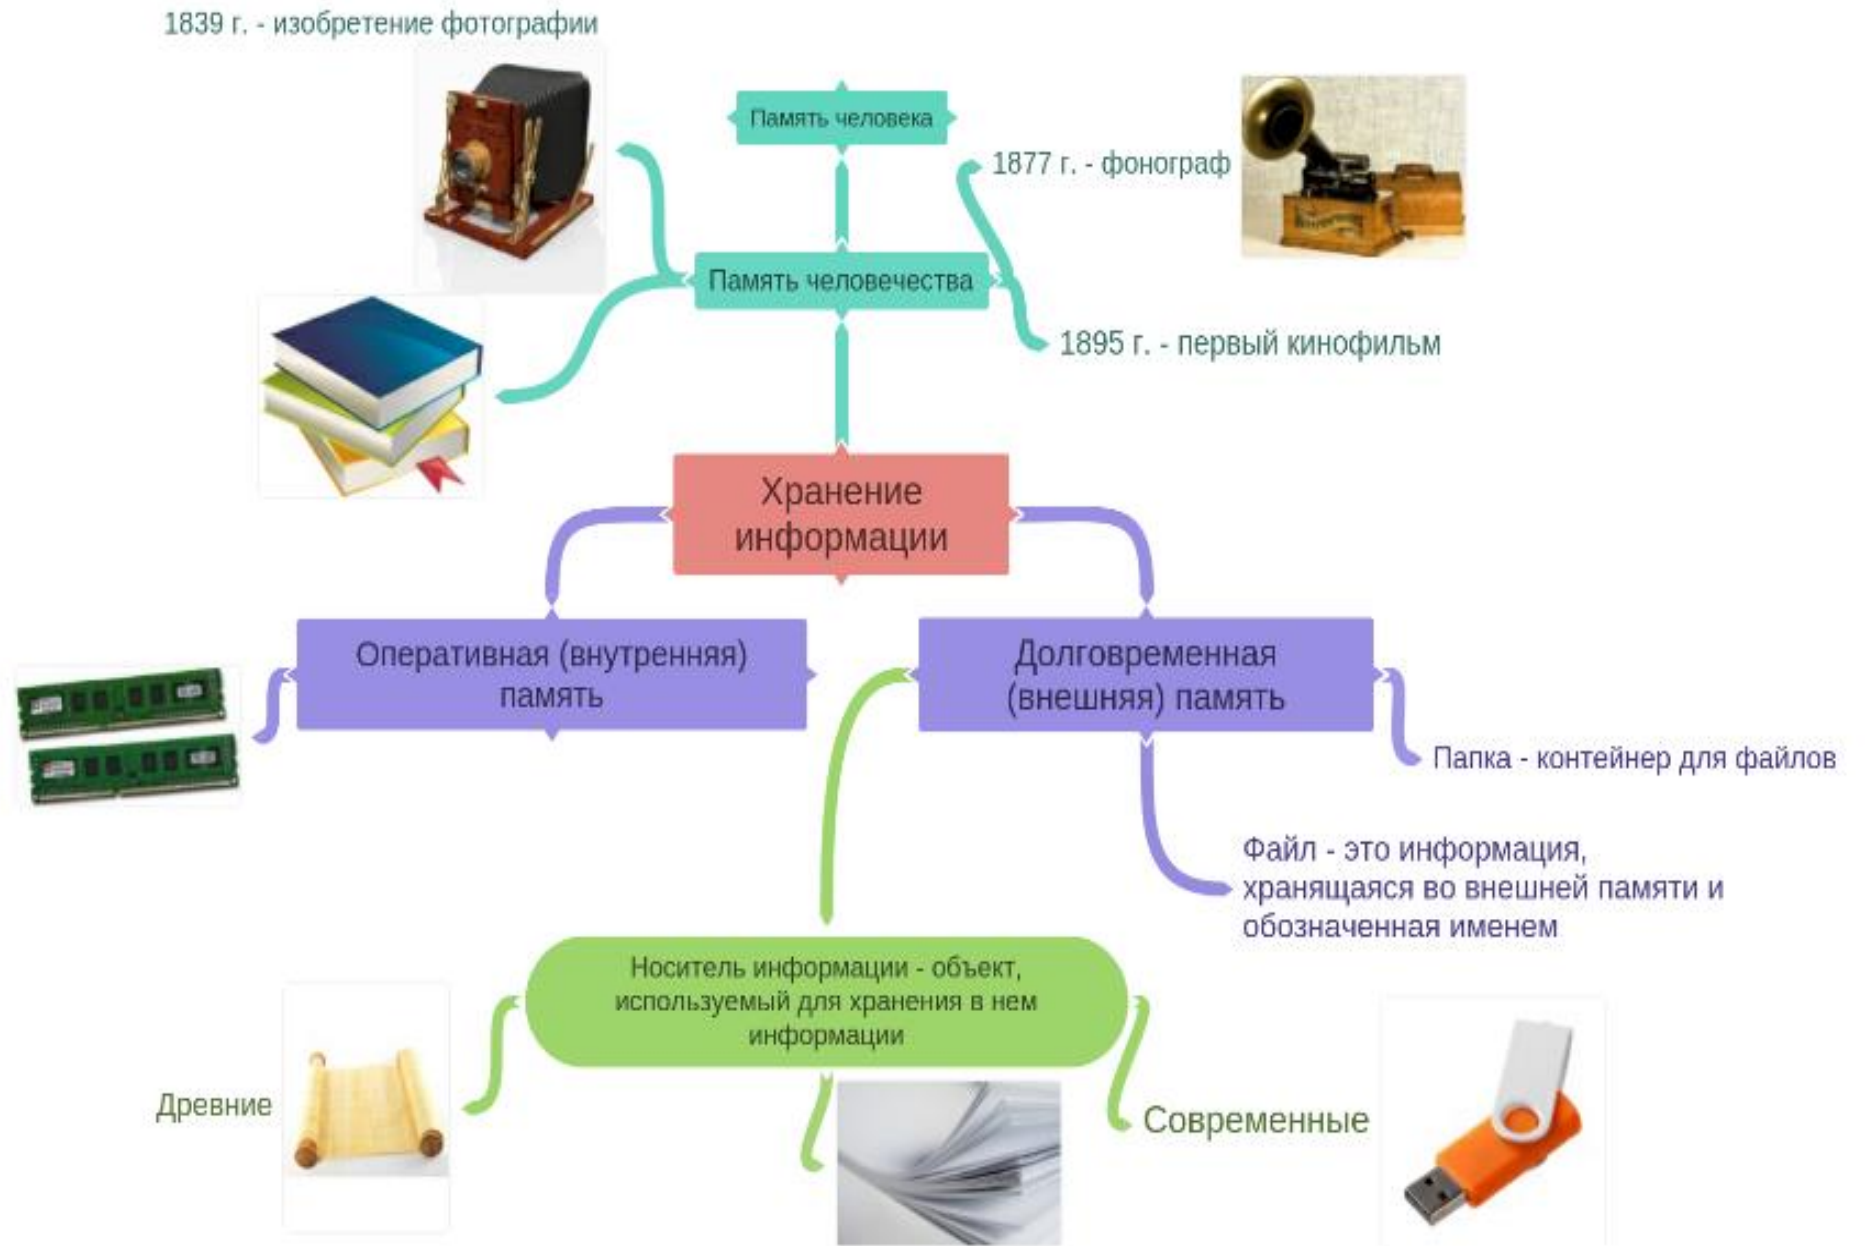 1839 г. - изобретение фотографии
Память человека
1877 г. - фонограф
Память человечества
1895 г. - первый кинофильм
Хранение
информации
Оперативная (внутренняя)
память
Долговременная
(внешняя) память
Папка - контейнер для файлов
Файл - это информация,
хранящаяся во внешней памяти и
обозначенная именем
Носитель информации - объект,
используемый для хранения в нем
информации
Древние
Современные